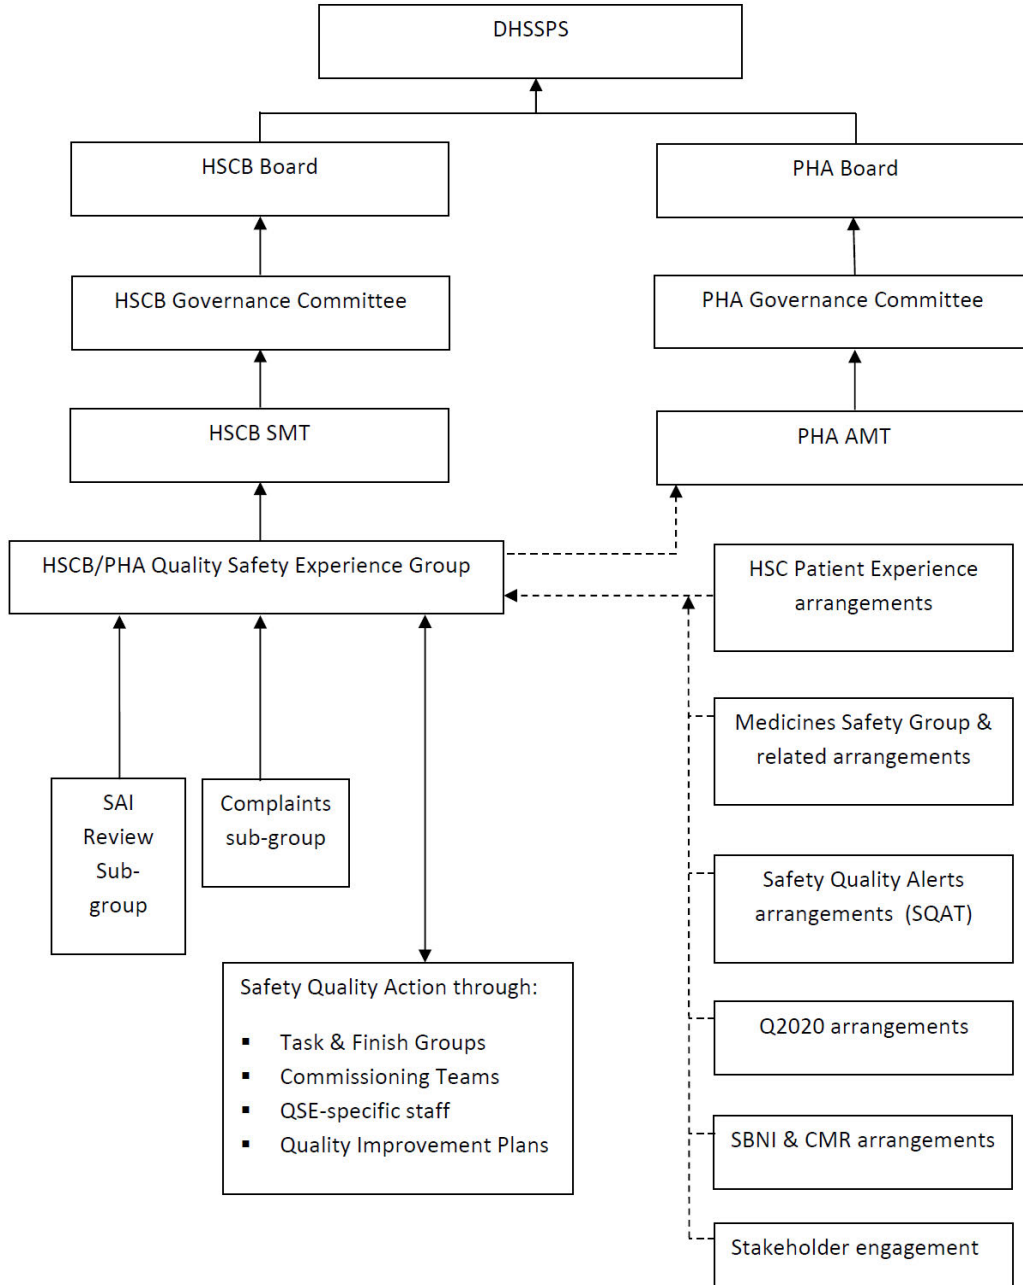 DHSSPS
HSCB Board
PHA Board
HSCB Governance Committee
PHA Governance Committee
HSCB SMT
PHA AMT
HSCB/PHA Quality Safety Experience Group
HSC Patient Experience
arrangements
Medicines Safety Group &
related arrangements
SAI
Review
Sub-
group
Complaints
sub-group
Safety Quality Alerts
arrangements (SQAT)
Safety Quality Action through:
▪ Task & Finish Groups
▪ Commissioning Teams
▪ QSE-specific staff
▪ Quality Improvement Plans
Q2020 arrangements
SBNI & CMR arrangements
Stakeholder engagement